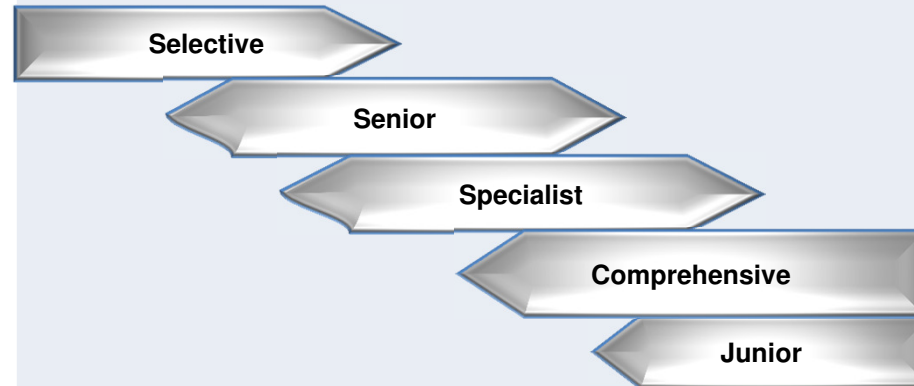 Selective
Senior
Specialist
Comprehensive
Junior